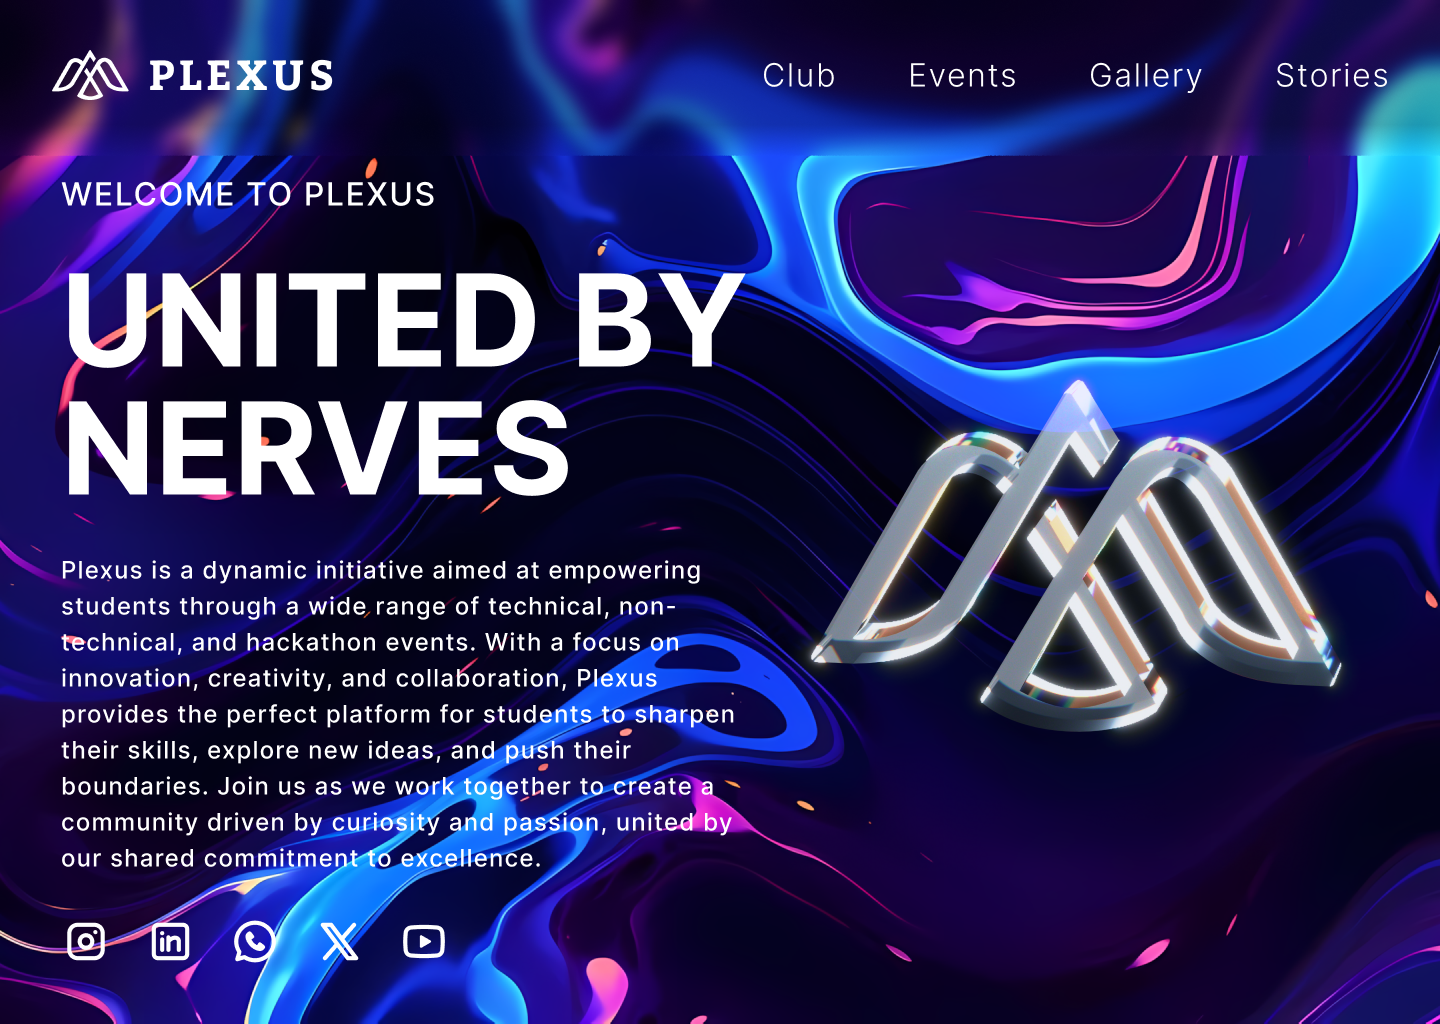 PLEXUS
Club
Events
Gallery
Stories
WELCOME TO PLEXUS
UNITED BY
NERVES
Plexus is a dynamic initiative aimed at empowering
students through a wide range of technical, non-
technical, and hackathon events. With a focus on
innovation, creativity, and collaboration, Plexus
provides the perfect platform for students to sharpen
their skills, explore new ideas, and push their
boundaries. Join us as we work together to create a
community driven by curiosity and passion, united by
our shared commitment to excellence.
in